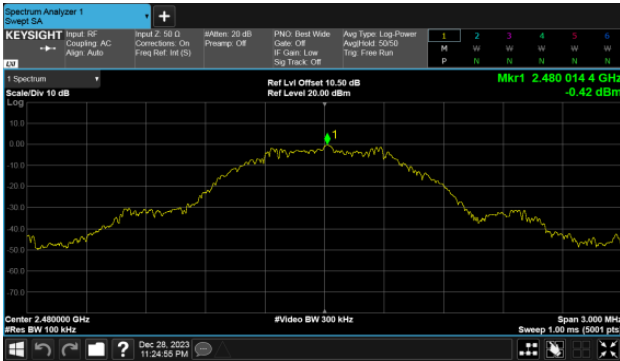 Spectrum Analyzer 1
Swept SA
+
KEYSIGHT
Input: RF
Coupling: AC
Align: Auto
Input Z: 50 Ω
Corrections: On
Freq Ref: Int (S)
#Atten: 20 dB
Preamp: Off
PNO: Best Wide
Gate: Off
IF Gain: Low
Sig Track: Off
Avg Type: Log-Power
Avg|Hold: 50/50
Trig: Free Run
1 2 3 4 5 6
M W W W W W
P N N N N N
LXI
1 Spectrum
Scale/Div 10 dB
Ref Lvl Offset 10.50 dB
Ref Level 20.00 dBm
Mkr1 2.480 014 4 GHz
-0.42 dBm
Log
10.0
0.00
-10.0
-20.0
-30.0
-40.0
-50.0
-60.0
-70.0
1
Center 2.480000 GHz
#Res BW 100 kHz
#Video BW 300 kHz
Span 3.000 MHz
Sweep 1.00 ms (5001 pts)
?
Dec 28, 2023
11:24:55 PM